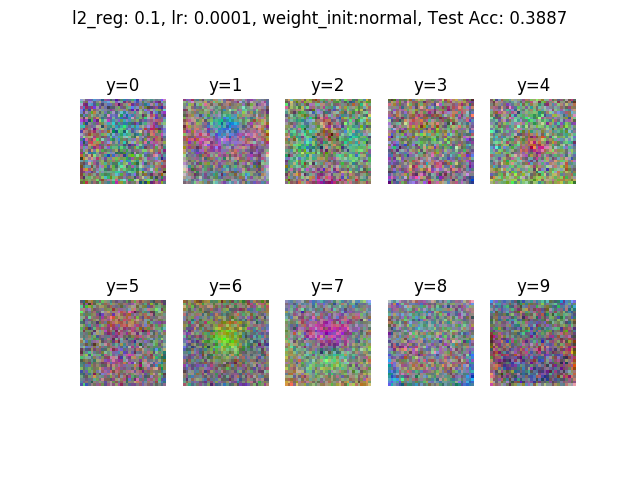 l2_reg: 0.1, lr: 0.0001, weight_init:normal, Test Acc: 0.3887
y=0 y=1 y=2 y=3 y=4
y=5 y=6 y=7 y=8 y=9